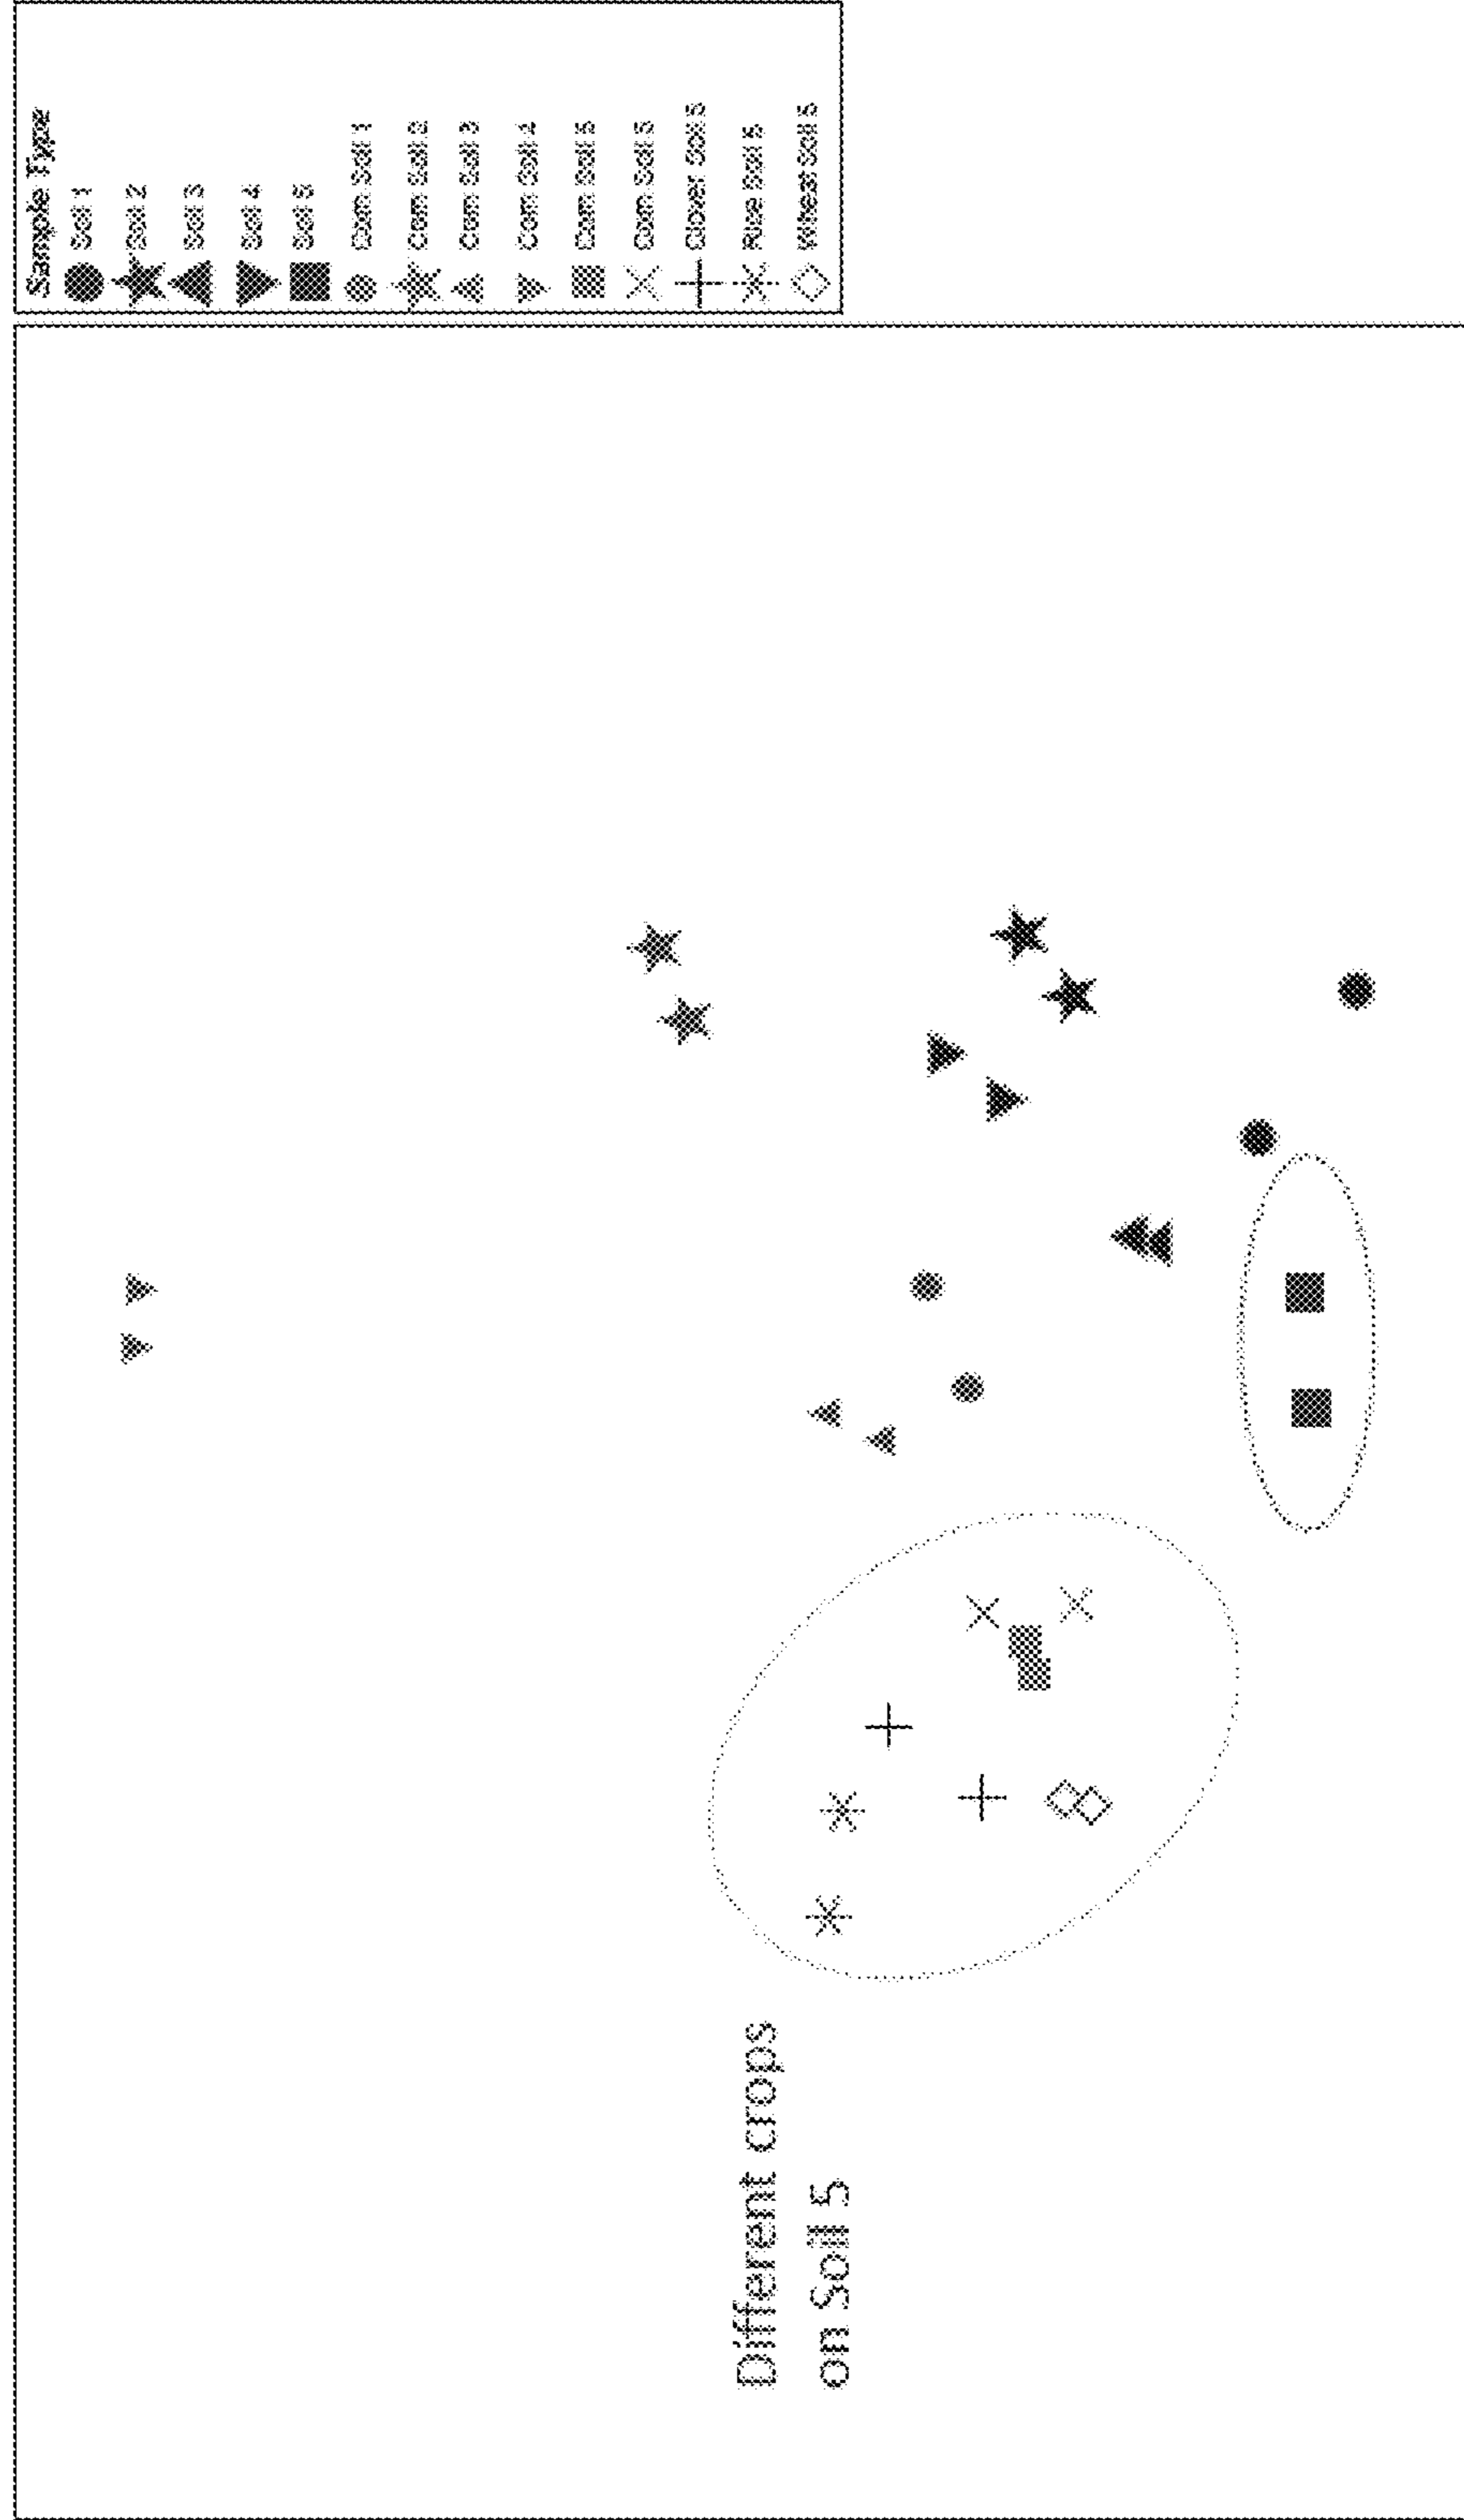 Sample Type
Soil 1
Soil 2
Soil 3
Soil 4
Soil 5
Corn Soil 1
Corn Soil 2
Corn Soil 3
Corn Soil 4
Corn Soil 5
Corn Soil 5
Clover Soil 5
Rise Soil 5
Wheat Soil 5
Different crops
on Soil 5